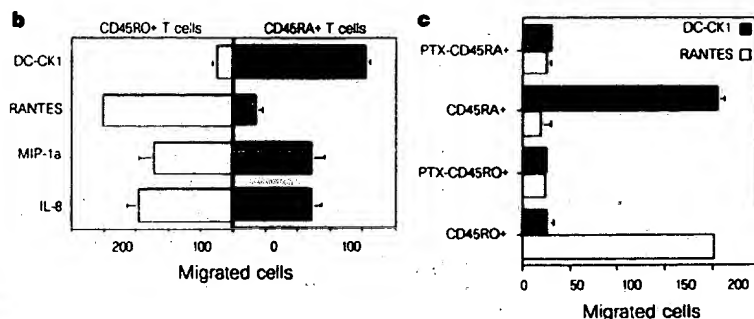 b
CD45RO+ T cells CD45RA+ T cells
DC-CK1
RANTES
MIP-1a
IL-8
200 100 0 100
Migrated cells
c
DC-CK1
RANTES
PTX-CD45RA+
CD45RA+
PTX-CD45RO+
CD45RO+
0 50 100 150 200
Migrated cells